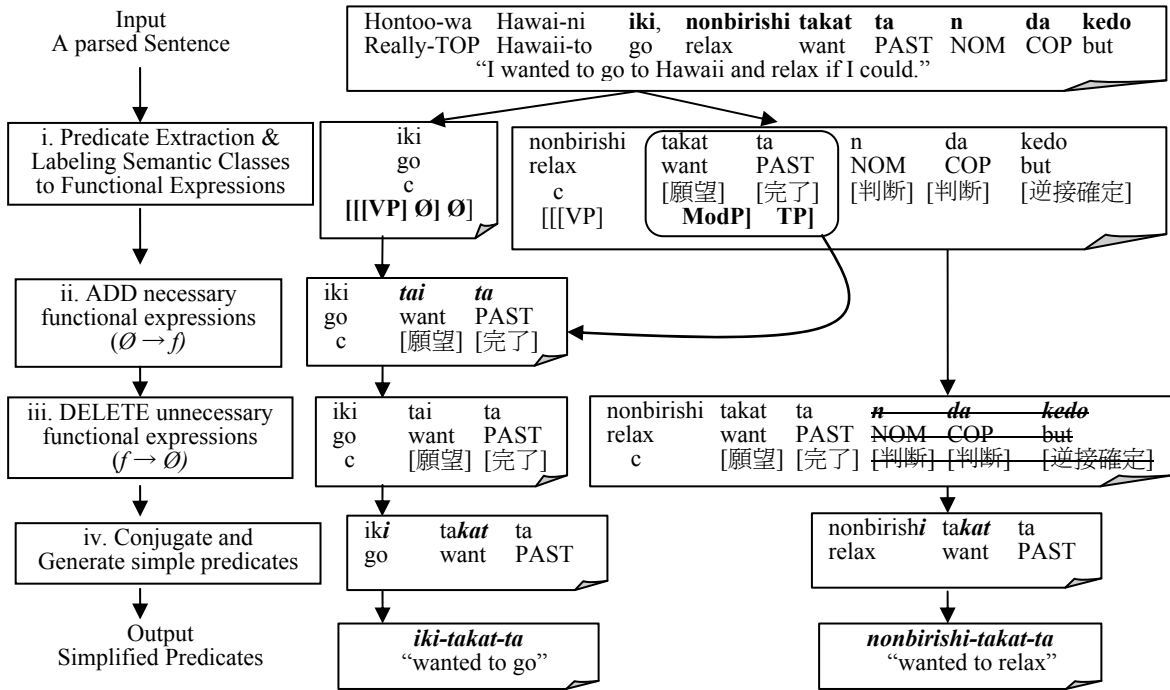 Input
A parsed Sentence
Hontoo-wa Hawai-ni iki, nonbirishi takat ta n da kedo
Really-TOP Hawaii-to go relax want PAST NOM COP but
“I wanted to go to Hawaii and relax if I could.”
i. Predicate Extraction &
Labeling Semantic Classes
to Functional Expressions
iki
go
c
[[[VP] Ø] Ø]
nonbirishi takat ta n da kedo
relax want PAST NOM COP but
c [願望] [完了] [判断] [判断] [逆接確定]
[[[VP] ModP] TP]
ii. ADD necessary
functional expressions
(Ø → f)
iki tai ta
go want PAST
c [願望] [完了]
iii. DELETE unnecessary
functional expressions
(f → Ø)
iki tai ta
go want PAST
c [願望] [完了]
nonbirishi takat ta n da kedo
relax want PAST NOM COP but
c [願望] [完了] [判断] [判断] [逆接確定]
iv. Conjugate and
Generate simple predicates
iki takat ta
go want PAST
nonbirishi takat ta
relax want PAST
Output
Simplified Predicates
iki-takat-ta
“wanted to go”
nonbirishi-takat-ta
“wanted to relax”